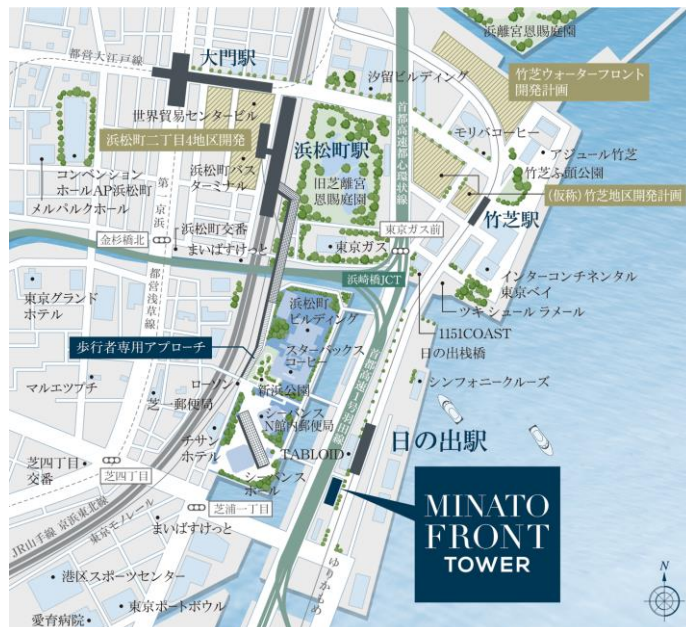 浜離宮恩賜庭園
大門駅
都営大江戸線
汐留ビルディング
竹芝ウォーターフロント
開発計画
世界貿易センタービル
浜松町二丁目4地区開発
首都高速都心環状線
モリバコーヒー
アジュール竹芝
竹芝ふ頭公園
コンベンション
ホールAP浜松町
メルパルクホール
第一京浜
浜松町バス
ターミナル
浜松町駅
旧芝離宮
恩賜庭園
(仮称)竹芝地区開発計画
竹芝駅
浜松町交番
金杉橋北
まいばすけっと
東京ガス
東京ガス前
浜崎橋JCT
インターコンチネンタル
東京ベイ
ツキ シュール ラメール
東京グランド
ホテル
都営浅草線
浜松町
ビルディング
1151COAST
日の出桟橋
歩行者専用アプローチ
スターバックス
コーヒー
首都高速1号羽田線
シンフォニークルーズ
マルエツプチ
芝一郵便局
ローソン
新浜公園
シーバンス
N館内郵便局
日の出駅
チサン
ホテル
TABLOID
芝四丁目
交番
芝四丁目
シーバンス
ホール
芝浦一丁目
MINATO
FRONT
TOWER
JR山手線 京浜東北線
東京モノレール
まいばすけっと
ゆりかもめ
港区スポーツセンター
東京ポートボウル
愛育病院
N